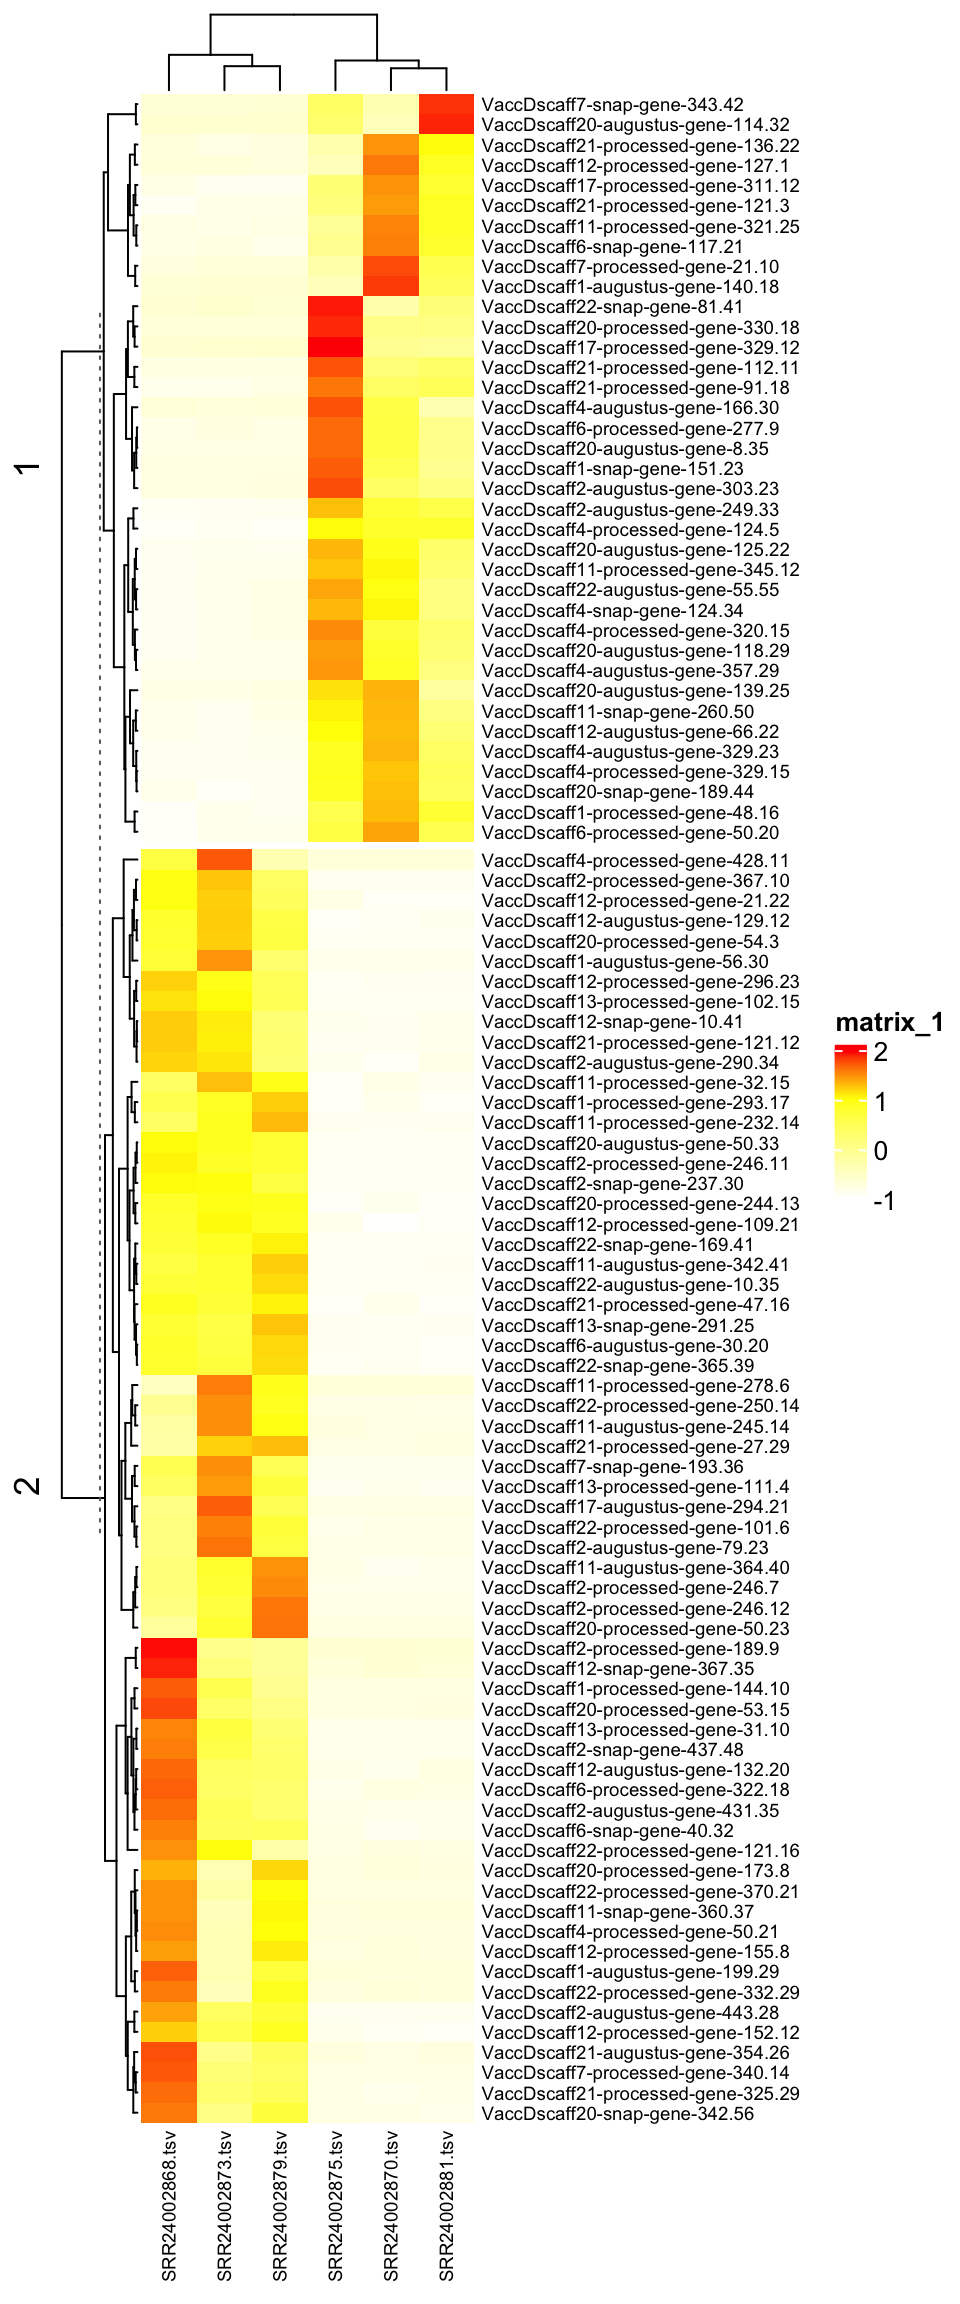 VaccDscaff7-snap-gene-343.42
VaccDscaff20-augustus-gene-114.32
VaccDscaff21-processed-gene-136.22
VaccDscaff12-processed-gene-127.1
VaccDscaff17-processed-gene-311.12
VaccDscaff21-processed-gene-121.3
VaccDscaff11-processed-gene-321.25
VaccDscaff6-snap-gene-117.21
VaccDscaff7-processed-gene-21.10
VaccDscaff1-augustus-gene-140.18
VaccDscaff22-snap-gene-81.41
VaccDscaff20-processed-gene-330.18
VaccDscaff17-processed-gene-329.12
VaccDscaff21-processed-gene-112.11
VaccDscaff21-processed-gene-91.18
VaccDscaff4-augustus-gene-166.30
VaccDscaff6-processed-gene-277.9
VaccDscaff20-augustus-gene-8.35
VaccDscaff1-snap-gene-151.23
VaccDscaff2-augustus-gene-303.23
VaccDscaff2-augustus-gene-249.33
VaccDscaff4-processed-gene-124.5
VaccDscaff20-augustus-gene-125.22
VaccDscaff11-processed-gene-345.12
VaccDscaff22-augustus-gene-55.55
VaccDscaff4-snap-gene-124.34
VaccDscaff4-processed-gene-320.15
VaccDscaff20-augustus-gene-118.29
VaccDscaff4-augustus-gene-357.29
VaccDscaff20-augustus-gene-139.25
VaccDscaff11-snap-gene-260.50
VaccDscaff12-augustus-gene-66.22
VaccDscaff4-augustus-gene-329.23
VaccDscaff4-processed-gene-329.15
VaccDscaff20-snap-gene-189.44
VaccDscaff1-processed-gene-48.16
VaccDscaff6-processed-gene-50.20
1
VaccDscaff4-processed-gene-428.11
VaccDscaff2-processed-gene-367.10
VaccDscaff12-processed-gene-21.22
VaccDscaff12-augustus-gene-129.12
VaccDscaff20-processed-gene-54.3
VaccDscaff1-augustus-gene-56.30
VaccDscaff12-processed-gene-296.23
VaccDscaff13-processed-gene-102.15
VaccDscaff12-snap-gene-10.41
VaccDscaff21-processed-gene-121.12
VaccDscaff2-augustus-gene-290.34
VaccDscaff11-processed-gene-32.15
VaccDscaff1-processed-gene-293.17
VaccDscaff11-processed-gene-232.14
VaccDscaff20-augustus-gene-50.33
VaccDscaff2-processed-gene-246.11
VaccDscaff2-snap-gene-237.30
VaccDscaff20-processed-gene-244.13
VaccDscaff12-processed-gene-109.21
VaccDscaff22-snap-gene-169.41
VaccDscaff11-augustus-gene-342.41
VaccDscaff22-augustus-gene-10.35
VaccDscaff21-processed-gene-47.16
VaccDscaff13-snap-gene-291.25
VaccDscaff6-augustus-gene-30.20
VaccDscaff22-snap-gene-365.39
VaccDscaff11-processed-gene-278.6
VaccDscaff22-processed-gene-250.14
VaccDscaff11-augustus-gene-245.14
VaccDscaff21-processed-gene-27.29
VaccDscaff7-snap-gene-193.36
VaccDscaff13-processed-gene-111.4
VaccDscaff17-augustus-gene-294.21
VaccDscaff22-processed-gene-101.6
VaccDscaff2-augustus-gene-79.23
VaccDscaff11-augustus-gene-364.40
VaccDscaff2-processed-gene-246.7
VaccDscaff2-processed-gene-246.12
VaccDscaff20-processed-gene-50.23
VaccDscaff2-processed-gene-189.9
VaccDscaff12-snap-gene-367.35
VaccDscaff1-processed-gene-144.10
VaccDscaff20-processed-gene-53.15
VaccDscaff13-processed-gene-31.10
VaccDscaff2-snap-gene-437.48
VaccDscaff12-augustus-gene-132.20
VaccDscaff6-processed-gene-322.18
VaccDscaff2-augustus-gene-431.35
VaccDscaff6-snap-gene-40.32
VaccDscaff22-processed-gene-121.16
VaccDscaff20-processed-gene-173.8
VaccDscaff22-processed-gene-370.21
VaccDscaff11-snap-gene-360.37
VaccDscaff4-processed-gene-50.21
VaccDscaff12-processed-gene-155.8
VaccDscaff1-augustus-gene-199.29
VaccDscaff22-processed-gene-332.29
VaccDscaff2-augustus-gene-443.28
VaccDscaff12-processed-gene-152.12
VaccDscaff21-augustus-gene-354.26
VaccDscaff7-processed-gene-340.14
VaccDscaff21-processed-gene-325.29
VaccDscaff20-snap-gene-342.56
2
SRR24002868.tsv
SRR24002873.tsv
SRR24002879.tsv
SRR24002875.tsv
SRR24002870.tsv
SRR24002881.tsv
matrix_1
2
1
0
-1